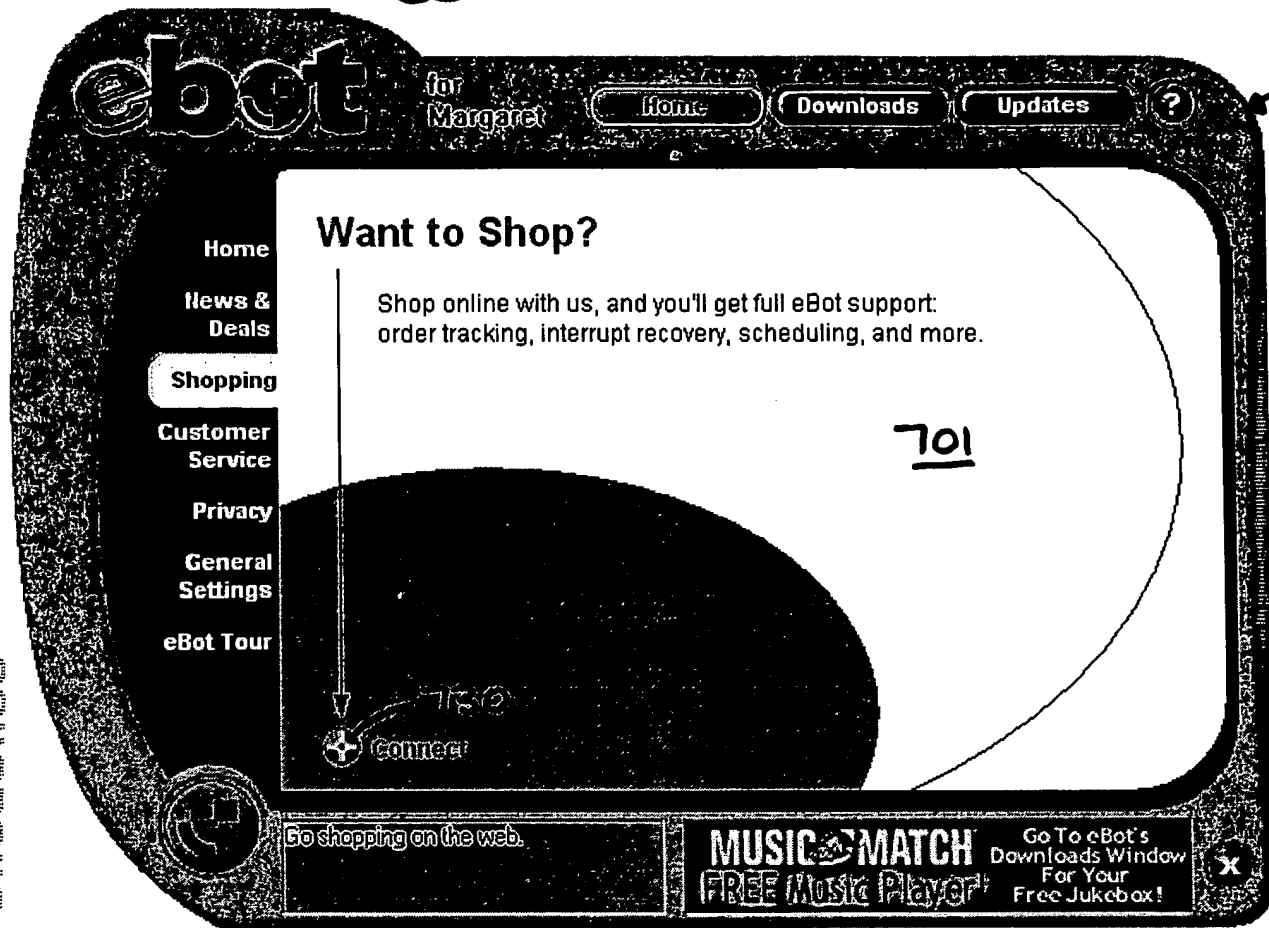 ebot
for
Margaret
Home
Downloads
Updates
?
Home
News &
Deals
Shopping
Customer
Service
Privacy
General
Settings
eBot Tour
Want to Shop?
Shop online with us, and you'll get full eBot support:
order tracking, interrupt recovery, scheduling, and more.
701
730
Connect
Go shopping on the web.
MUSICMATCH
FREE Music Player!
Go To eBot's
Downloads Window
For Your
Free Jukebox!
X